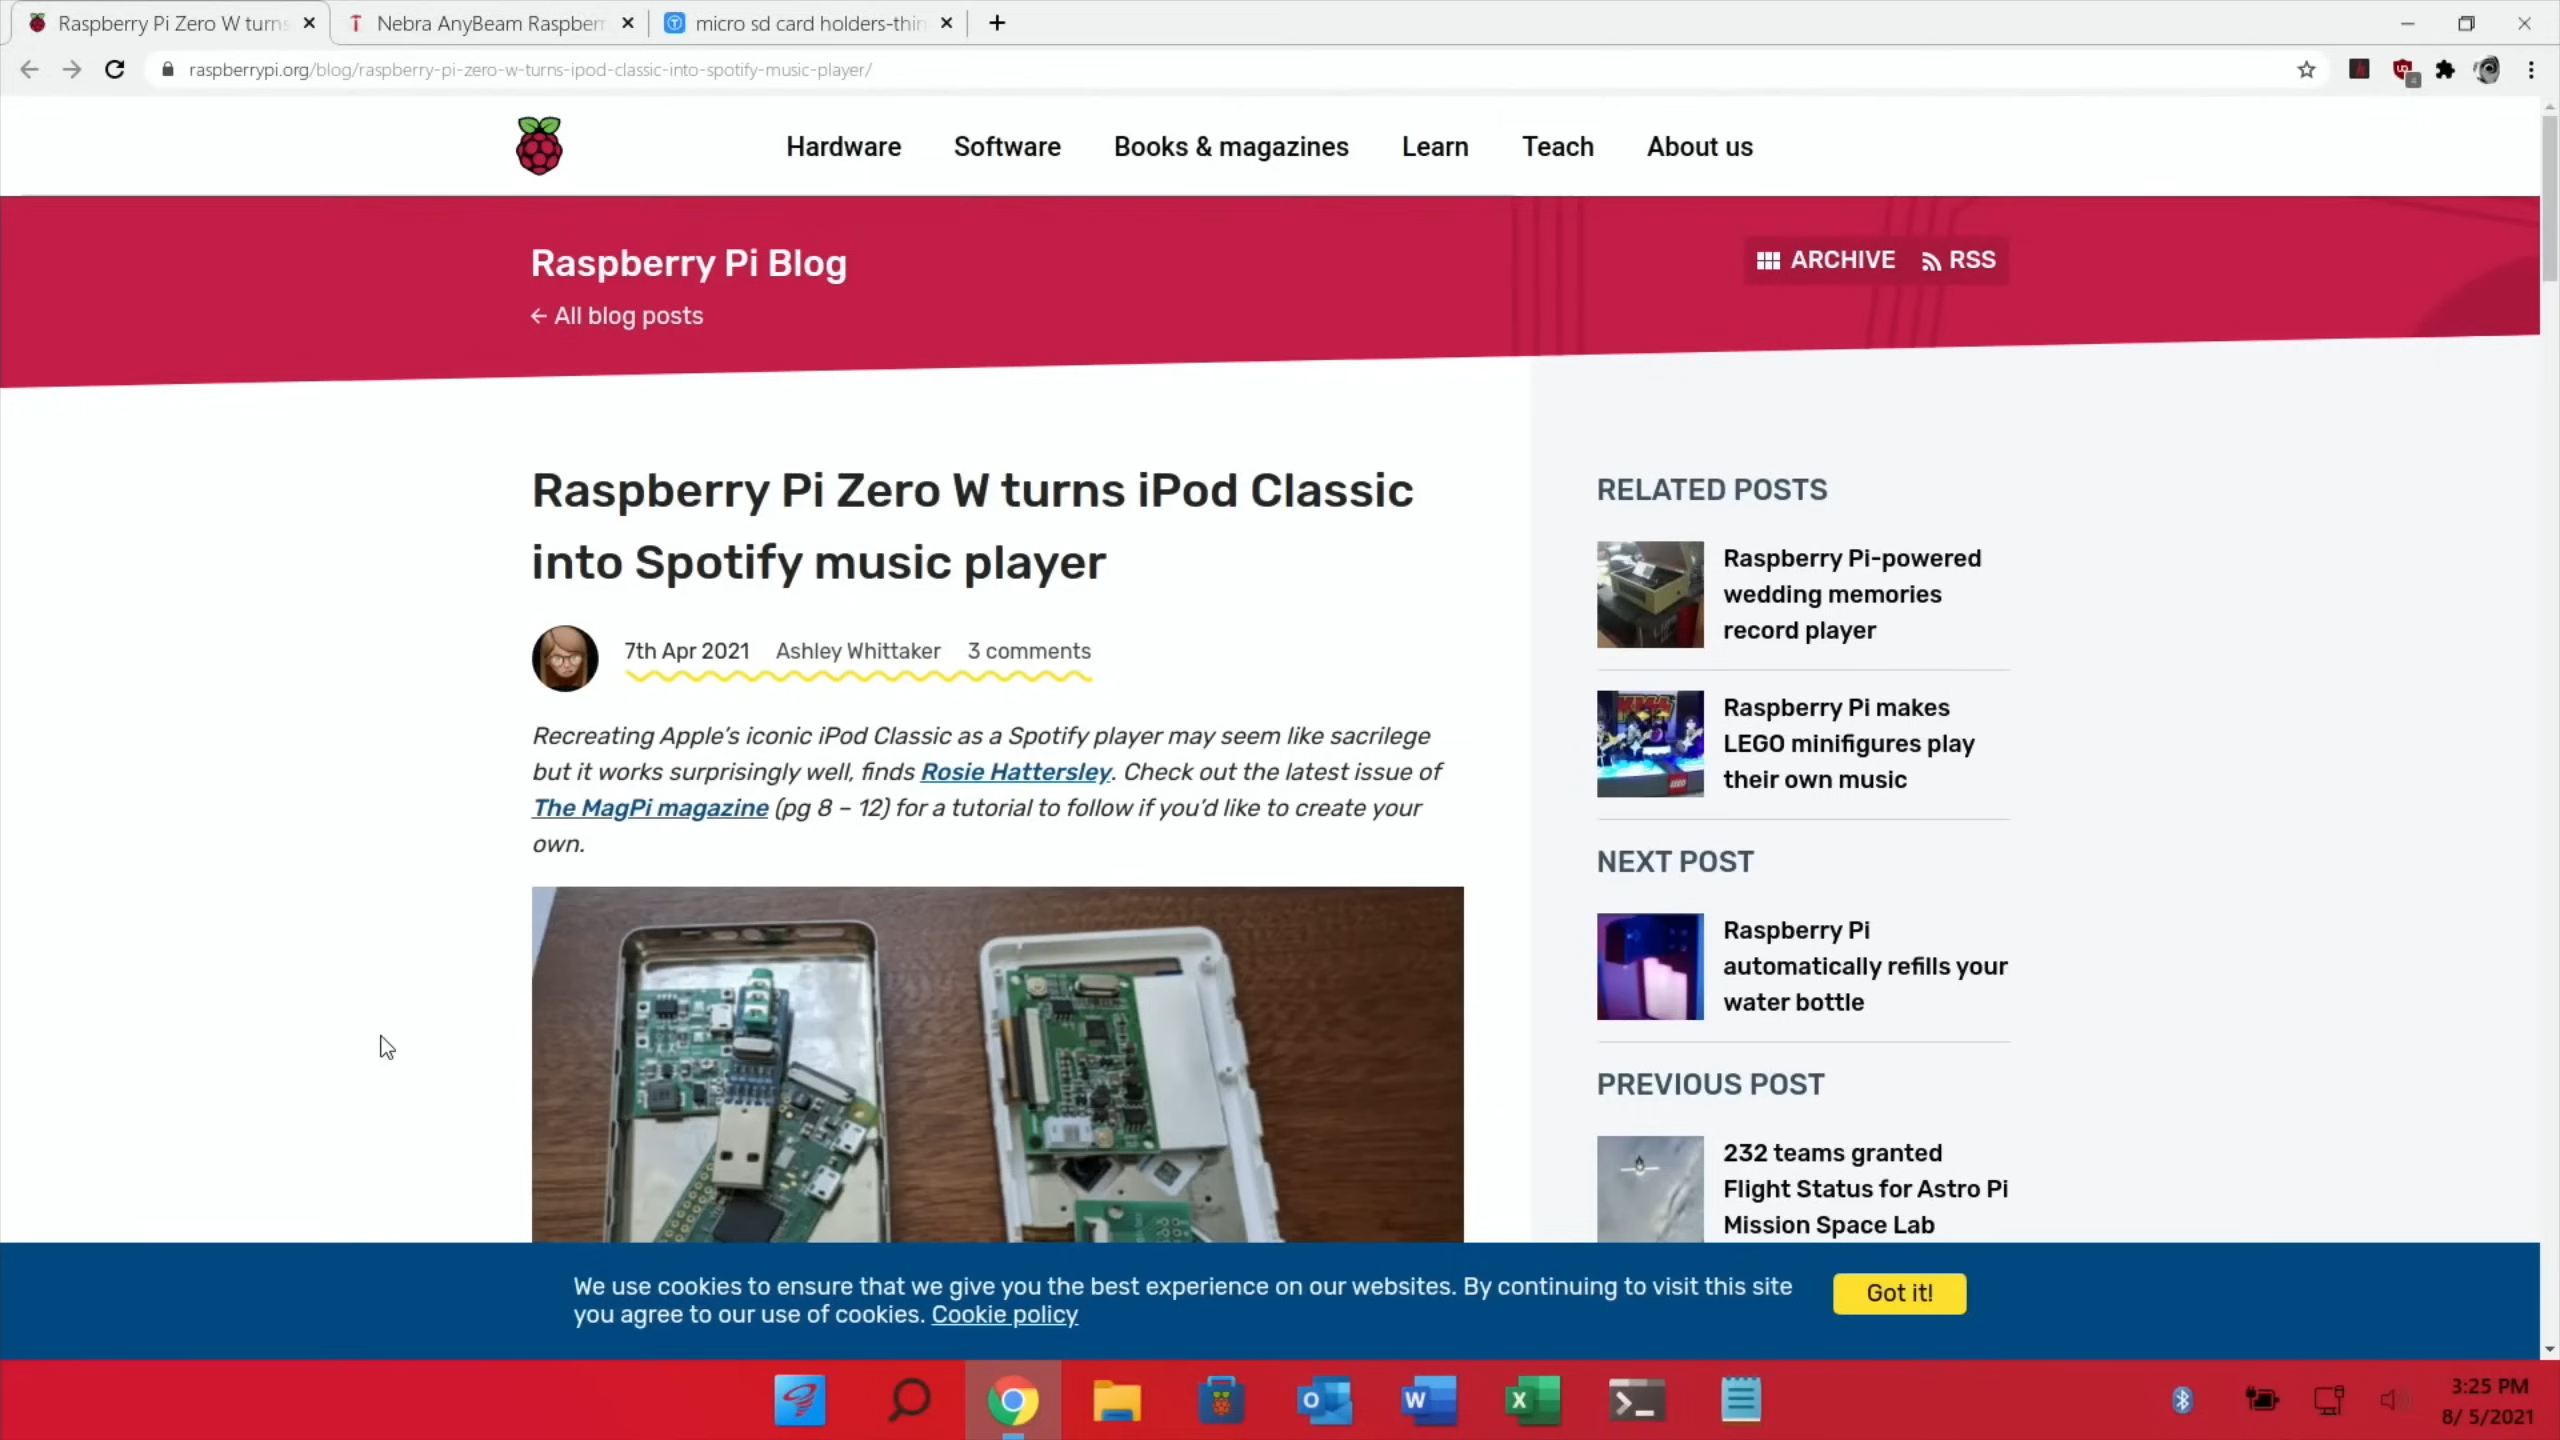 Raspberry Pi Zero W turns
Nebra AnyBeam Raspberr
micro sd card holders-thin
raspberrypi.org/blog/raspberry-pi-zero-w-turns-ipod-classic-into-spotify-music-player/
Hardware Software Books & magazines Learn Teach About us
Raspberry Pi Blog
ARCHIVE RSS
← All blog posts
Raspberry Pi Zero W turns iPod Classic
into Spotify music player
7th Apr 2021 Ashley Whittaker 3 comments
Recreating Apple's iconic iPod Classic as a Spotify player may seem like sacrilege
but it works surprisingly well, finds Rosie Hattersley. Check out the latest issue of
The MagPi magazine (pg 8 – 12) for a tutorial to follow if you'd like to create your
own.
RELATED POSTS
Raspberry Pi-powered
wedding memories
record player
Raspberry Pi makes
LEGO minifigures play
their own music
NEXT POST
Raspberry Pi
automatically refills your
water bottle
PREVIOUS POST
232 teams granted
Flight Status for Astro Pi
Mission Space Lab
We use cookies to ensure that we give you the best experience on our websites. By continuing to visit this site
you agree to our use of cookies. Cookie policy
Got it!
3:25 PM
8/ 5/2021